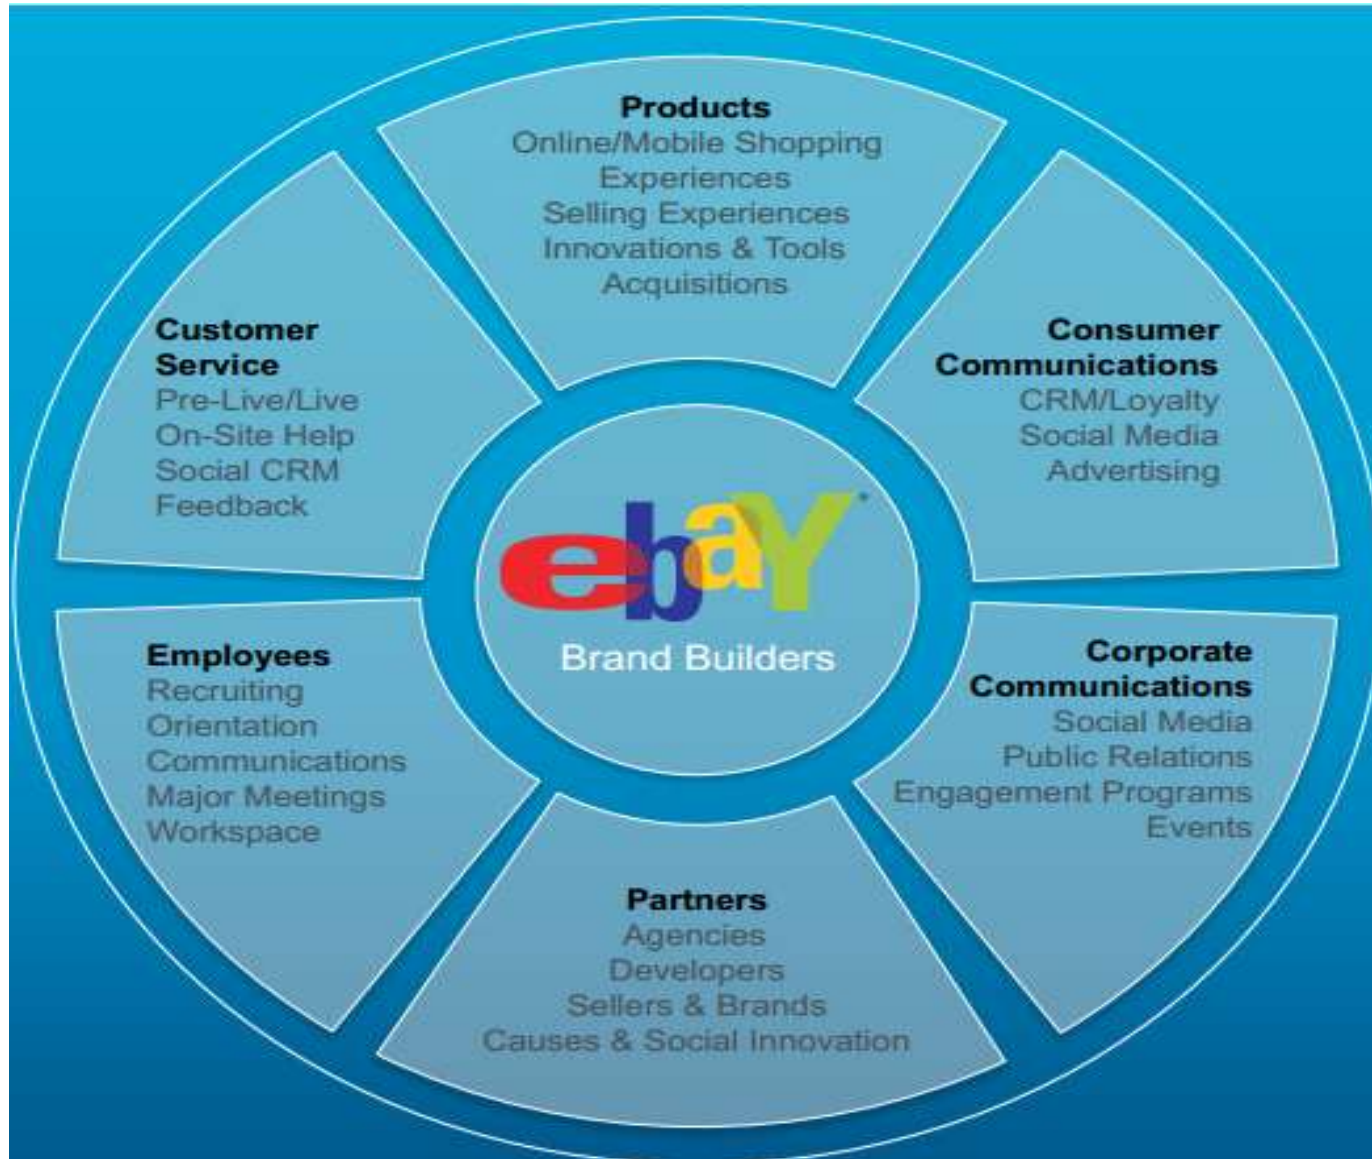 Products
Online/Mobile Shopping
Experiences
Selling Experiences
Innovations & Tools
Acquisitions
Consumer
Communications
CRM/Loyalty
Social Media
Advertising
Corporate
Communications
Social Media
Public Relations
Engagement Programs
Events
Partners
Agencies
Developers
Sellers & Brands
Causes & Social Innovation
Employees
Recruiting
Orientation
Communications
Major Meetings
Workspace
Customer
Service
Pre-Live/Live
On-Site Help
Social CRM
Feedback
ebaY
Brand Builders